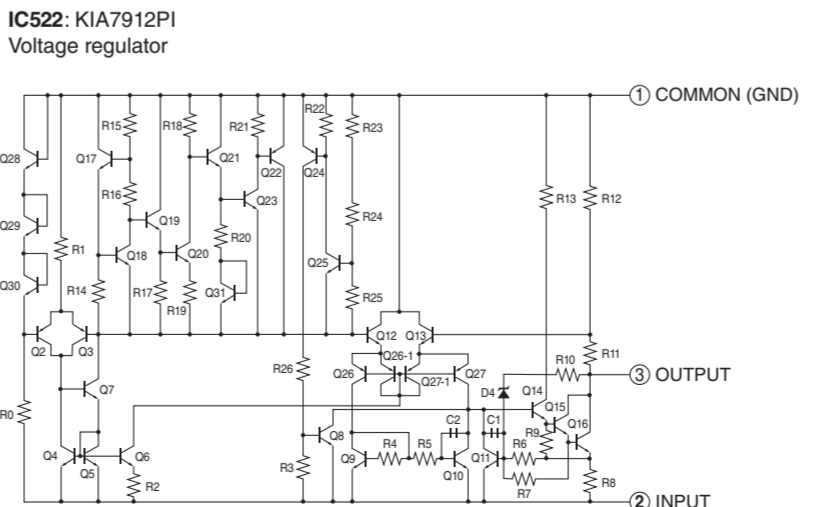 IC522: KIA7912PI
Voltage regulator
① COMMON (GND)
R15
R18
R21
R22
R23
Q28
Q17
Q21
Q22
Q24
R16
R24
R13
R12
Q29
Q19
Q23
R1
Q18
Q20
R20
Q25
Q30
R14
R17
R19
Q31
R25
Q2
Q3
Q12
Q13
Q26-1
R11
R26
Q26
Q27-1
Q27
R10
③ OUTPUT
D4
Q14
Q7
Q15
R0
Q8
C2
C1
Q16
R9
Q4
Q5
Q6
R2
R3
Q9
R4
R5
Q10
Q11
R6
R7
R8
② INPUT